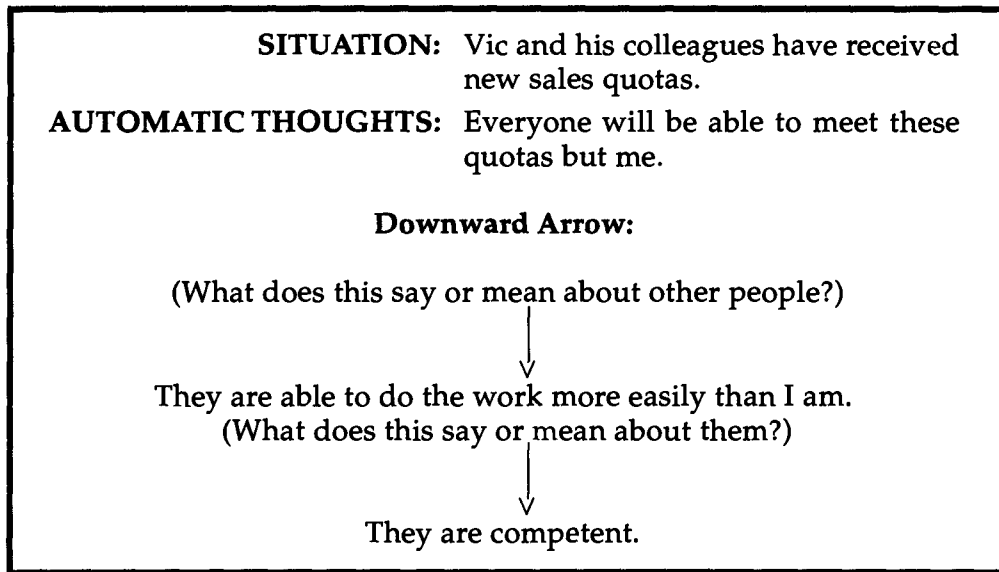 SITUATION: Vic and his colleagues have received
new sales quotas.
AUTOMATIC THOUGHTS: Everyone will be able to meet these
quotas but me.
Downward Arrow:
(What does this say or mean about other people?)
They are able to do the work more easily than I am.
(What does this say or mean about them?)
They are competent.